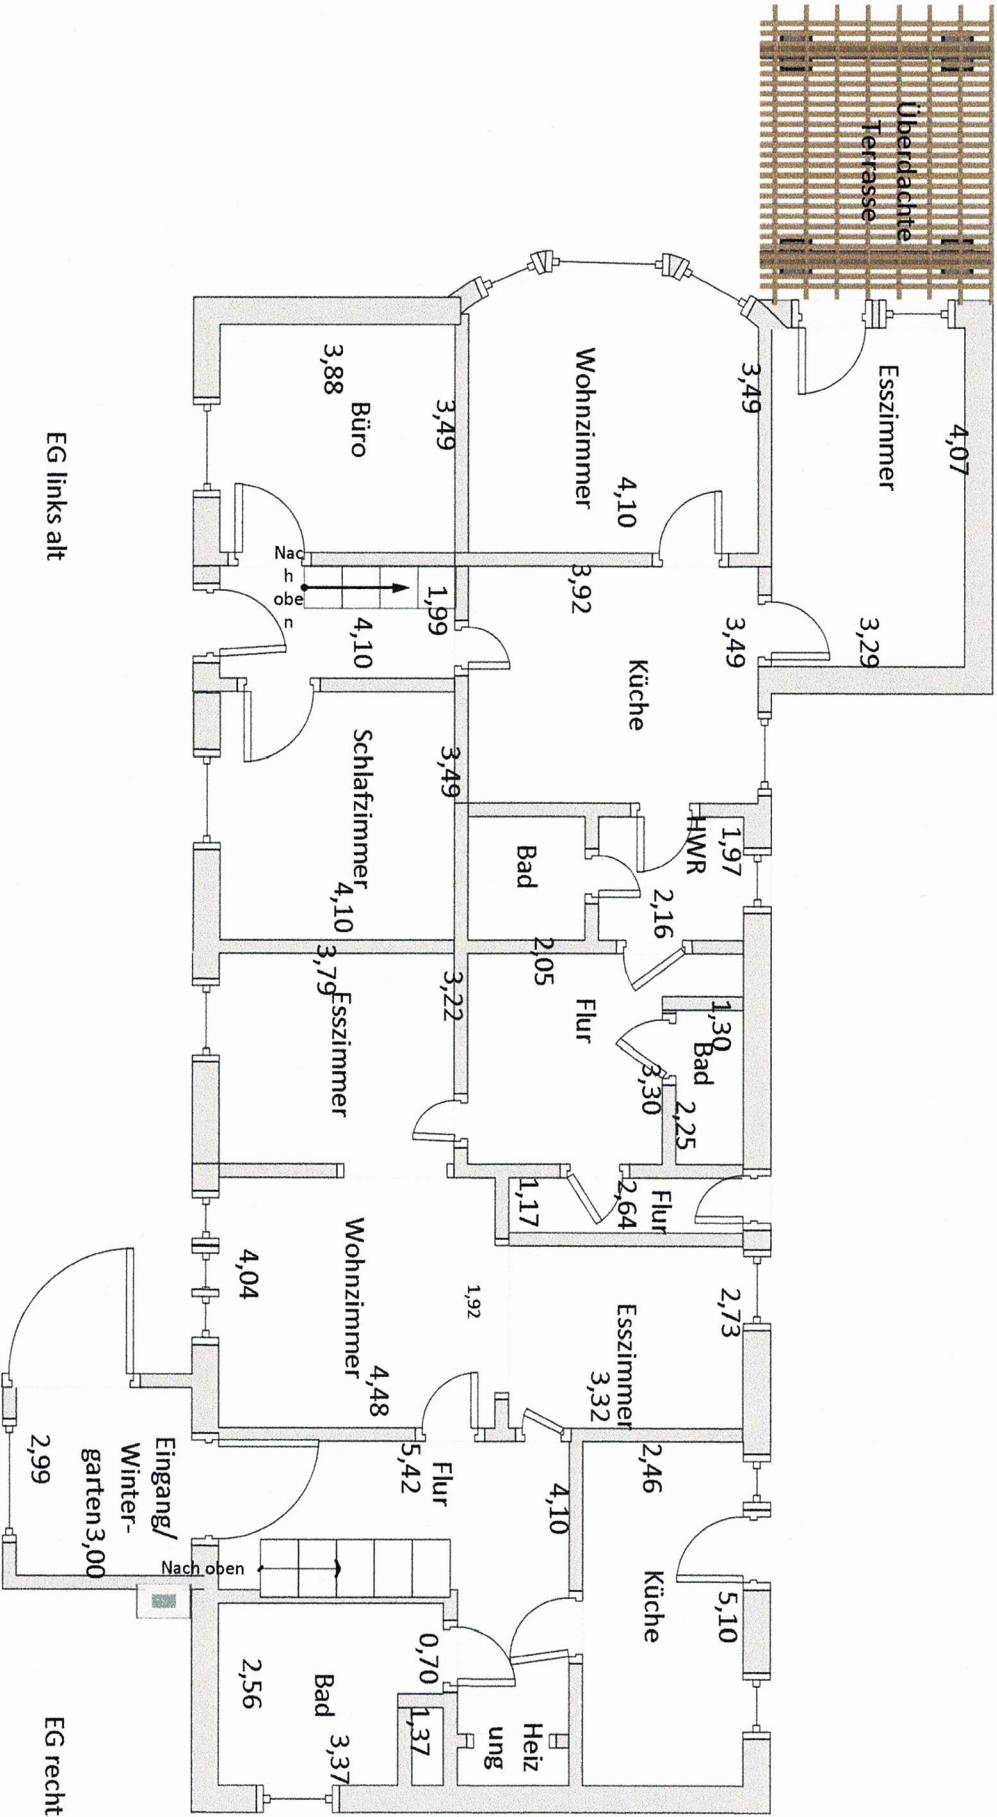 Überdachte
Terrasse
Esszimmer
4,07
3,29
3,49
Wohnzimmer
4,10
3,49
Büro
3,88
EG links alt
Nac
h
obe
n
1,99
4,10
3,92
3,49
Küche
3,49
Schlafzimmer
4,10
Bad
HWR
1,97
2,16
2,05
Flur
1,30
Bad
3,30
2,25
3,22
3,79
Esszimmer
1,17
2,64
Flur
Wohnzimmer
4,04
4,48
1,92
Esszimmer
2,73
3,32
2,46
Küche
5,10
Flur
5,42
4,10
Nach oben
Eingang/
Winter-
garten3,00
2,99
Bad
2,56
3,37
0,70
1,37
Heiz
ung
EG recht